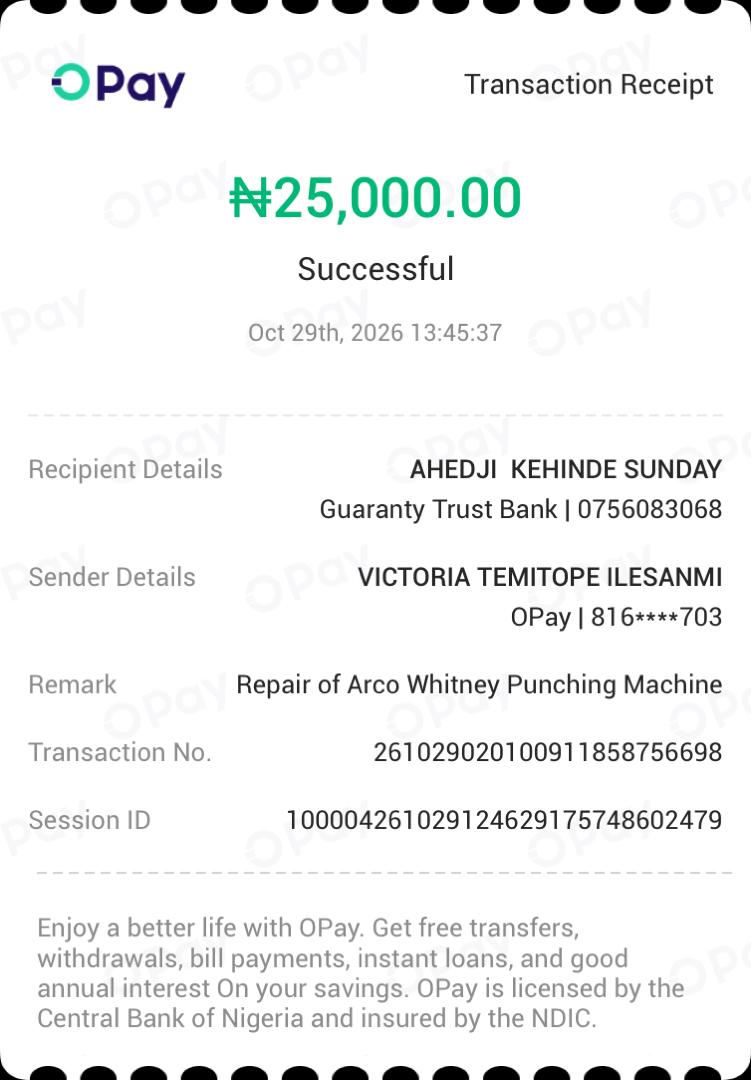 OPay
Transaction Receipt
₦25,000.00
Successful
Oct 29th, 2026 13:45:37
Recipient Details
AHEDJI  KEHINDE SUNDAY
Guaranty Trust Bank | 0756083068
Sender Details
VICTORIA TEMITOPE ILESANMI
OPay | 816****703
Remark
Repair of Arco Whitney Punching Machine
Transaction No.
261029020100911858756698
Session ID
100004261029124629175748602479
Enjoy a better life with OPay. Get free transfers,
withdrawals, bill payments, instant loans, and good
annual interest On your savings. OPay is licensed by the
Central Bank of Nigeria and insured by the NDIC.